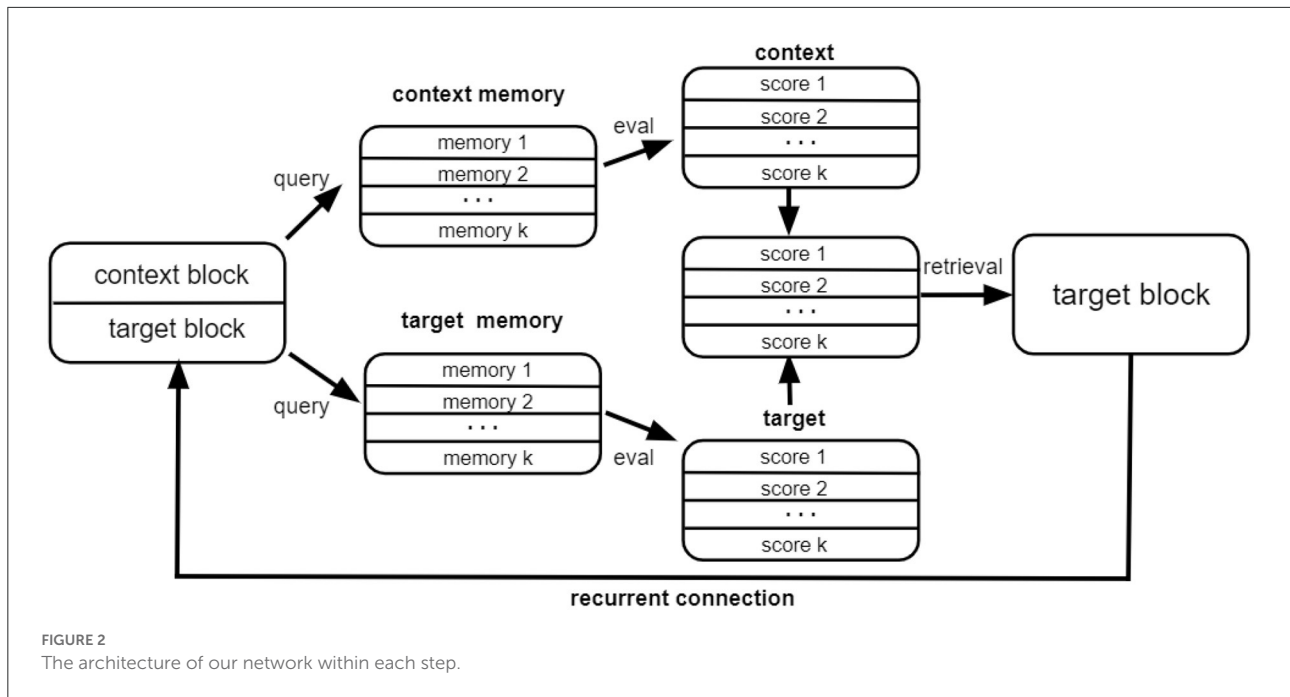 context block
target block
query
context memory
memory 1
memory 2
...
memory k
eval
context
score 1
score 2
...
score k
query
target memory
memory 1
memory 2
...
memory k
eval
target
score 1
score 2
...
score k
score 1
score 2
...
score k
retrieval
target block
recurrent connection
FIGURE 2
The architecture of our network within each step.